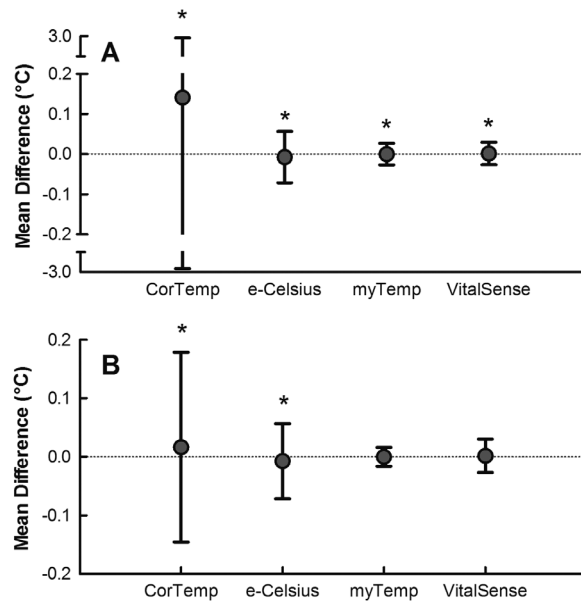 A
Mean Difference (°C)
3.0
0.2
0.1
0.0
-0.1
-0.2
-3.0
* * * *
CorTemp e-Celsius myTemp VitalSense
B
Mean Difference (°C)
0.2
0.1
0.0
-0.1
-0.2
* *
CorTemp e-Celsius myTemp VitalSense